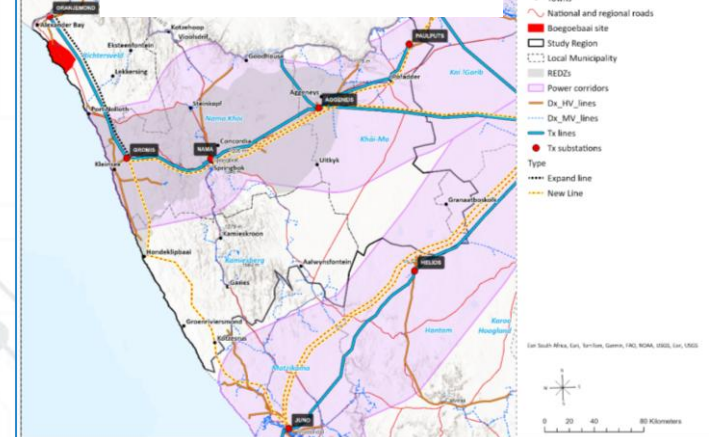 ORANJEMOND
Alexander Bay
Richtersveld
Eksteenfontein
Lekkersing
Port Nolloth
Kotzehoop
Vioolsdrif
Goodhouse
PAULPUTS
Pofadder
Kai !Garib
Aggeneys
AGGENEIS
Steinkopf
Nama Khoi
Concordia
Khâi-Ma
GROMIS
NAMA
Springbok
Kleinsee
Uitkyk
Granaatboskolk
Kamieskroon
Hondeklipbaai
Kamiesberg
Aalwynsfontein
HELIOS
Garies
Groenriviersmond
Kotzesrus
Hantam
Karoo
Hoogland
Matzikama
JUNO
National and regional roads
Boegoebaai site
Study Region
Local Municipality
REDZs
Power corridors
Dx_HV_lines
Dx_MV_lines
Tx lines
Tx substations
Type
Expand line
New Line
Esri South Africa, Esri, TomTom, Garmin, FAO, NOAA, USGS, Esri, USGS
0 20 40 80 Kilometers